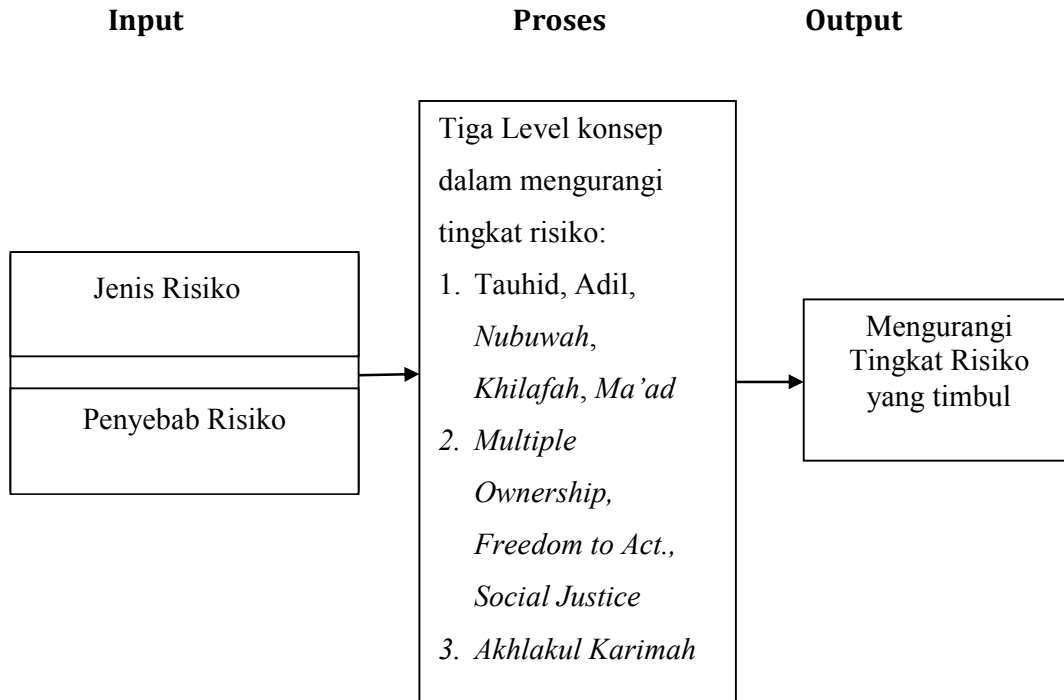 Input
Proses
Output
Jenis Risiko
Penyebab Risiko
Tiga Level konsep
dalam mengurangi
tingkat risiko:
1. Tauhid, Adil,
Nubuwah,
Khilafah, Ma’ad
2. Multiple
Ownership,
Freedom to Act.,
Social Justice
3. Akhlakul Karimah
Mengurangi
Tingkat Risiko
yang timbul